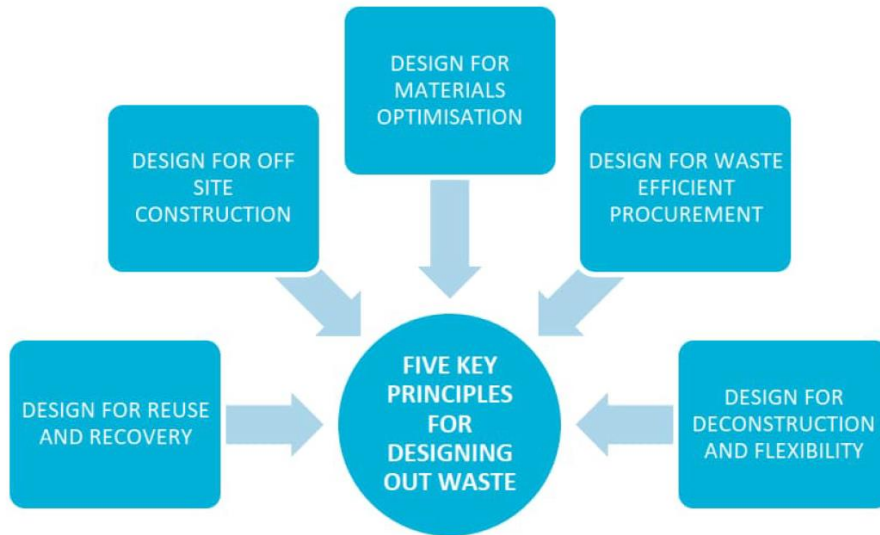 DESIGN FOR
MATERIALS
OPTIMISATION
DESIGN FOR OFF
SITE
CONSTRUCTION
DESIGN FOR WASTE
EFFICIENT
PROCUREMENT
DESIGN FOR REUSE
AND RECOVERY
FIVE KEY
PRINCIPLES
FOR
DESIGNING
OUT WASTE
DESIGN FOR
DECONSTRUCTION
AND FLEXIBILITY